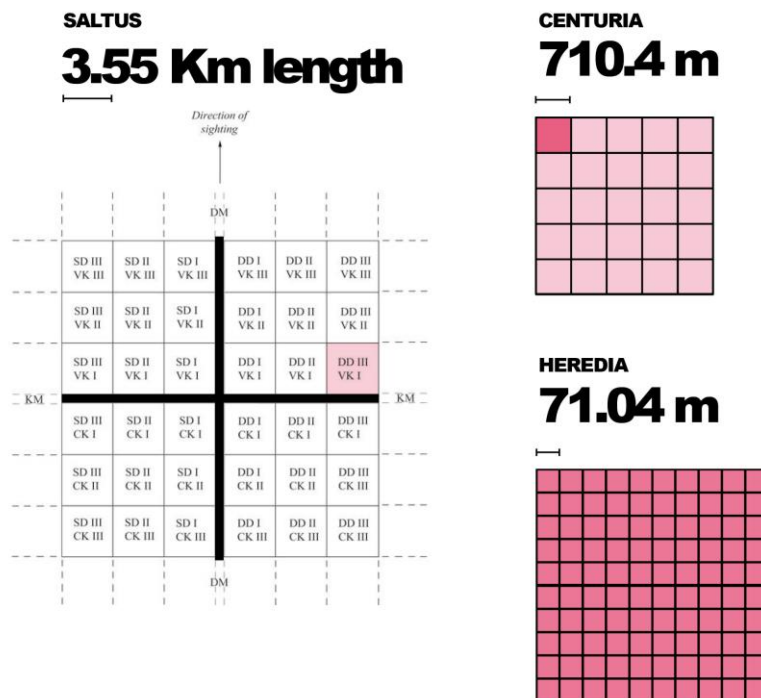 SALTUS
3.55 Km length
Direction of
sighting
DM
SD III SD II SD I DD I DD II DD III
VK III VK III VK III VK III VK III VK III
SD III SD II SD I DD I DD II DD III
VK II VK II VK II VK II VK II VK II
SD III SD II SD I DD I DD II DD III
VK I VK I VK I VK I VK I VK I
KM KM
SD III SD II SD I DD I DD II DD III
CK I CK I CK I CK I CK I CK I
SD III SD II SD I DD I DD II DD III
CK II CK II CK II CK II CK II CK III
SD III SD II SD I DD I DD II DD III
CK III CK III CK III CK III CK III CK III
DM
CENTURIA
710.4 m
HEREDIA
71.04 m